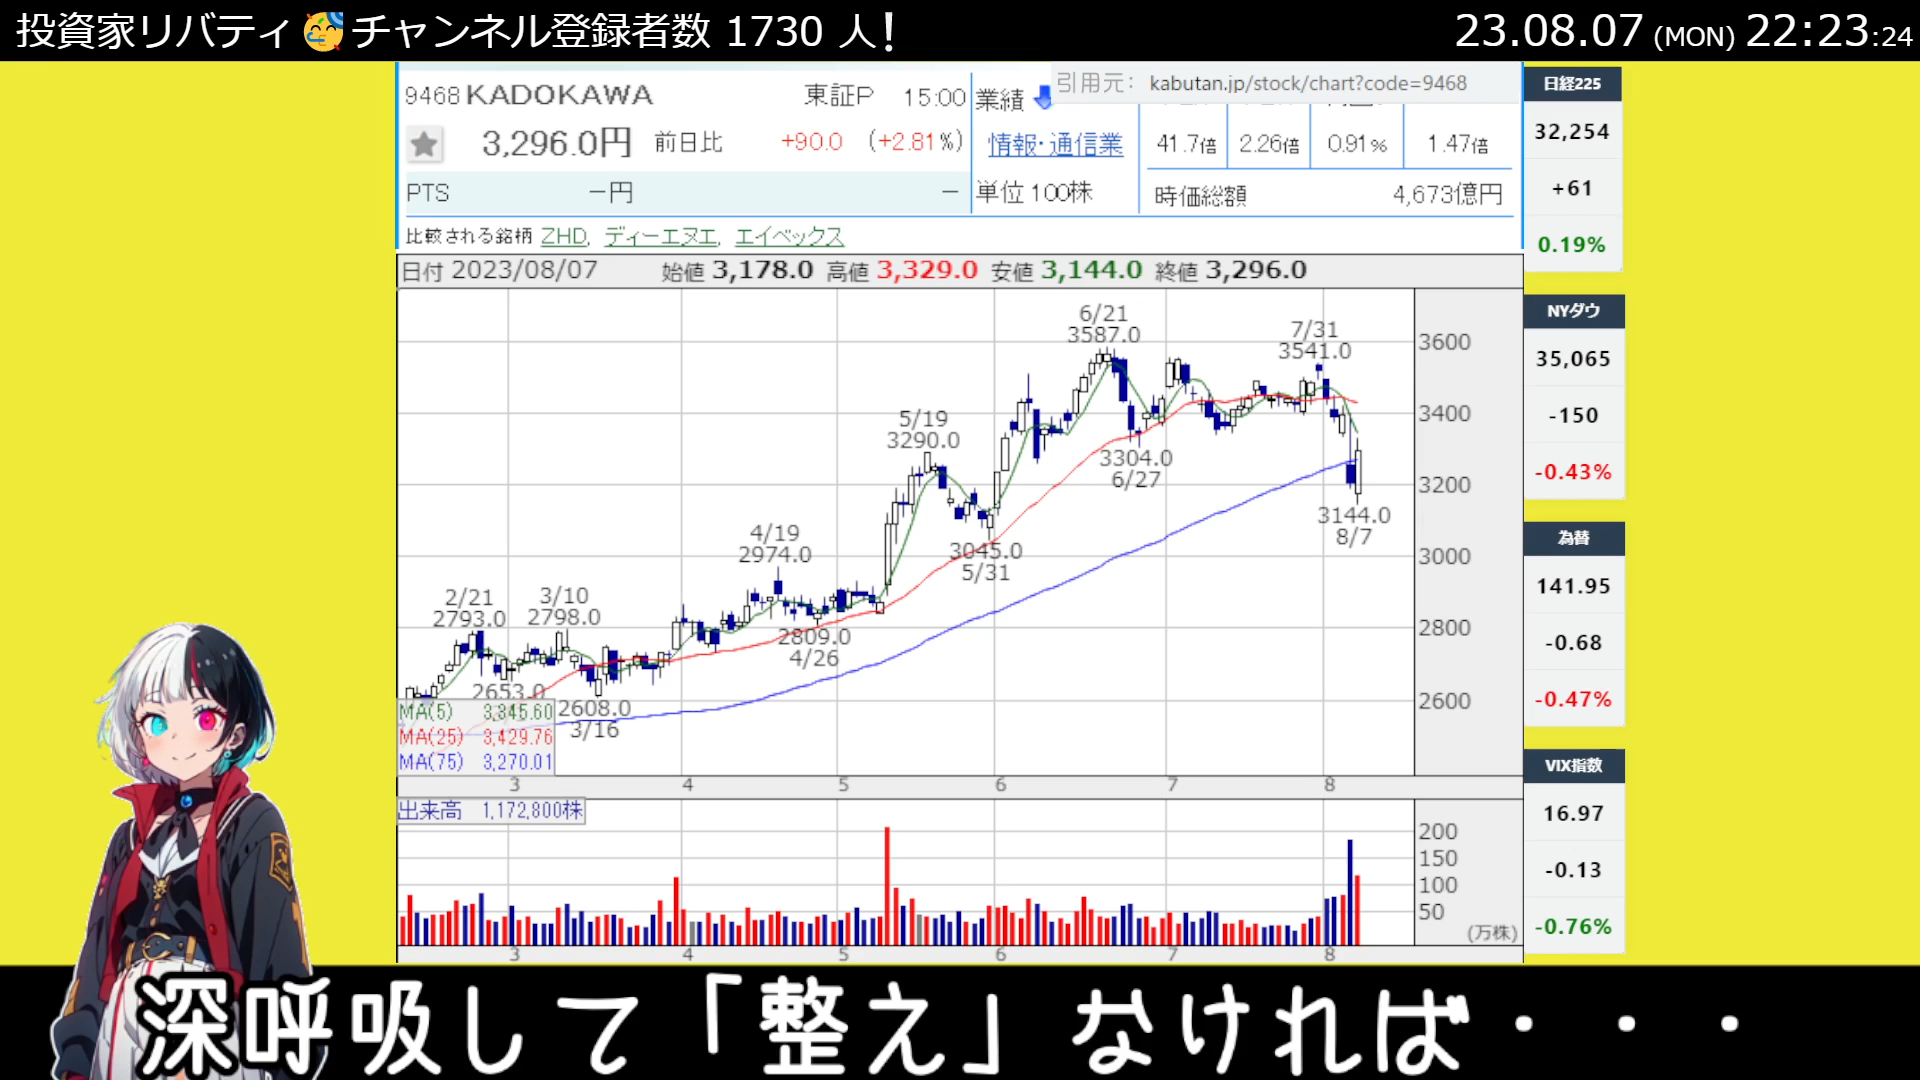 投資家リバティ🥳チャンネル登録者数 1730 人!
23.08.07 (MON) 22:23:24
9468 KADOKAWA 東証P 15:00
3,296.0円 前日比 +90.0 (+2.81%)
PTS －円 －
業績
引用元: kabutan.jp/stock/chart?code=9468
情報・通信業 41.7倍 2.26倍 0.91% 1.47倍
単位 100株 時価総額 4,673億円
比較される銘柄 ZHD, ディーエヌエ, エイベックス
日付 2023/08/07 始値 3,178.0 高値 3,329.0 安値 3,144.0 終値 3,296.0
6/21
3587.0
7/31
3541.0
5/19
3290.0
3304.0
6/27
3144.0
8/7
4/19
2974.0
3045.0
5/31
2/21
2793.0
3/10
2798.0
2809.0
4/26
2653.0
2608.0
3/16
3600
3400
3200
3000
2800
2600
MA(5) 3,345.60
MA(25) 3,429.76
MA(75) 3,270.01
3 4 5 6 7 8
出来高 1,172,800株
200
150
100
50
(万株)
3 4 5 6 7 8
日経225
32,254
+61
0.19%
NYダウ
35,065
-150
-0.43%
為替
141.95
-0.68
-0.47%
VIX指数
16.97
-0.13
-0.76%
深呼吸して「整え」なければ・・・